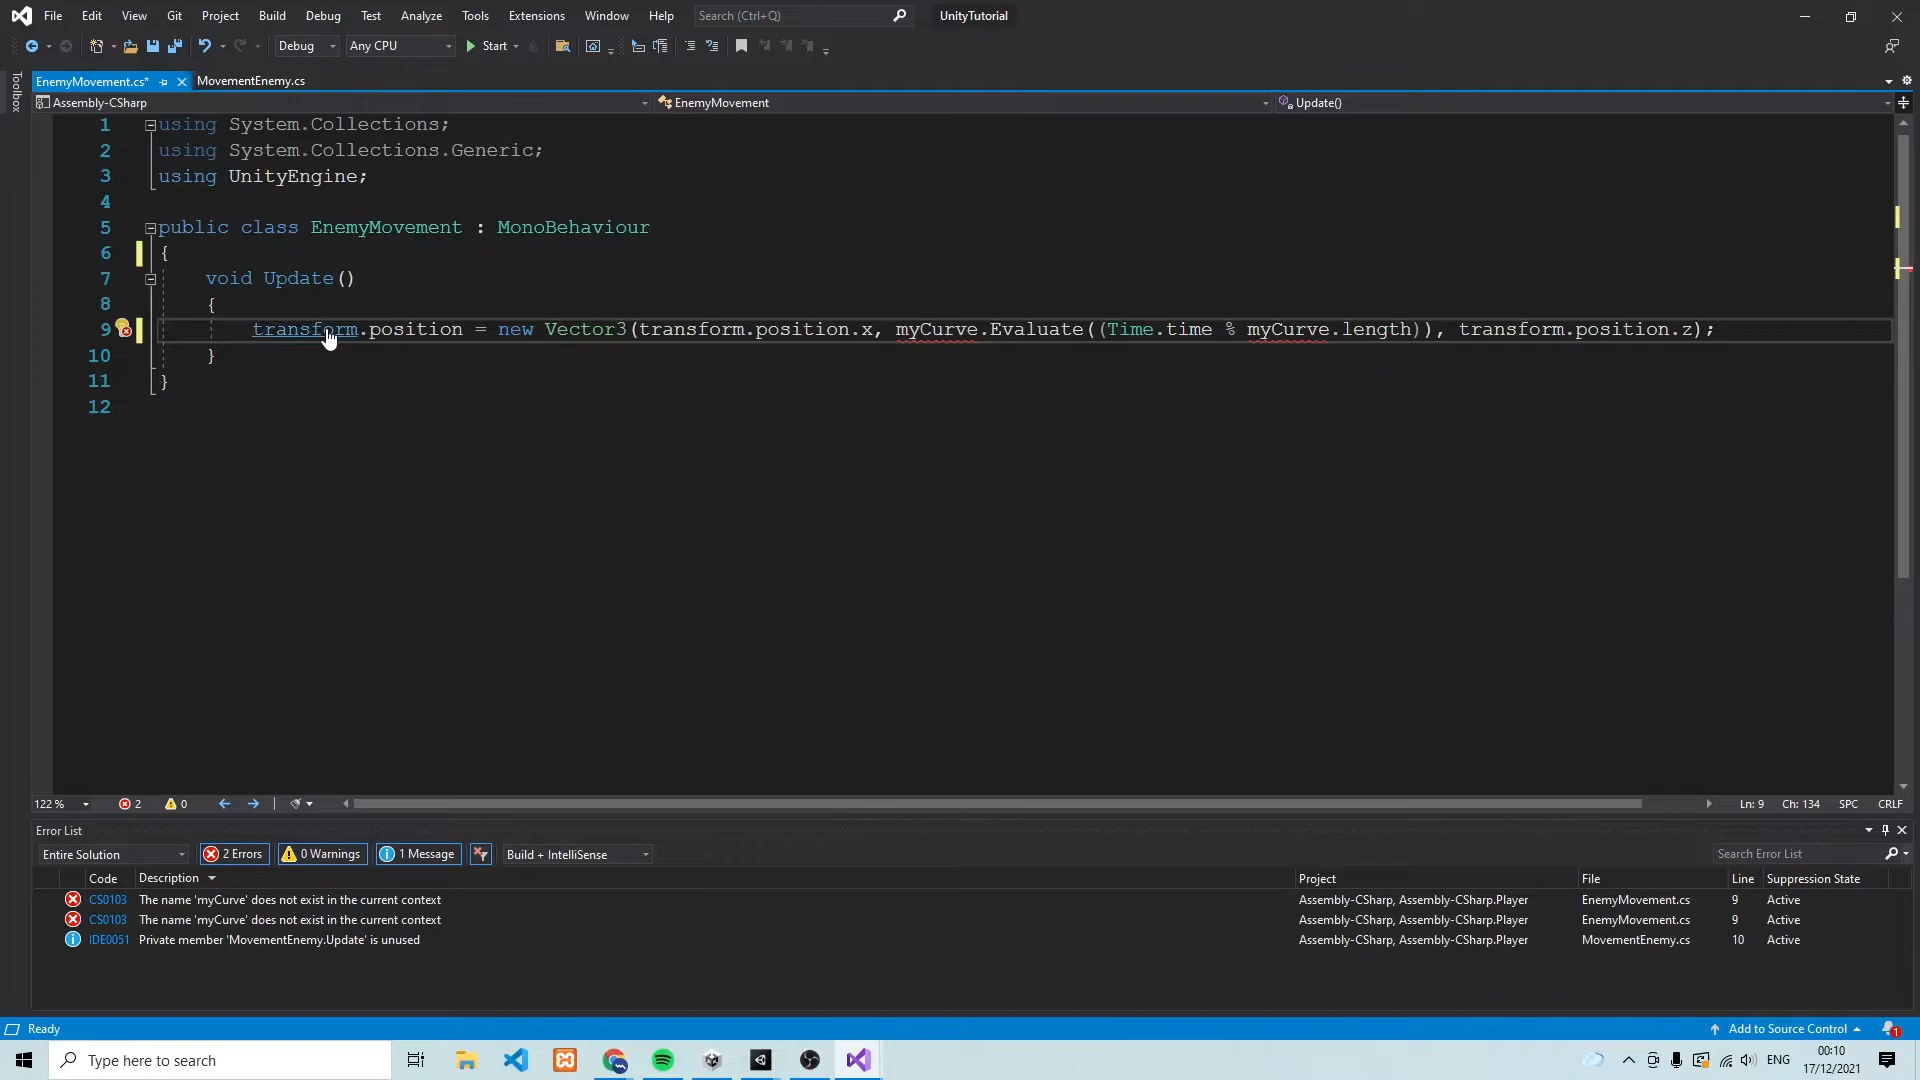 File Edit View Git Project Build Debug Test Analyze Tools Extensions Window Help Search (Ctrl+Q) UnityTutorial
Debug Any CPU Start
Toolbox
EnemyMovement.cs* MovementEnemy.cs
Assembly-CSharp EnemyMovement Update()
1 using System.Collections;
2 using System.Collections.Generic;
3 using UnityEngine;
4
5 public class EnemyMovement : MonoBehaviour
6 {
7 void Update()
8 {
9 transform.position = new Vector3(transform.position.x, myCurve.Evaluate((Time.time % myCurve.length)), transform.position.z);
10 }
11 }
12
122 % 2 0 Ln: 9 Ch: 134 SPC CRLF
Error List
Entire Solution 2 Errors 0 Warnings 1 Message Build + IntelliSense Search Error List
Code Description Project File Line Suppression State
CS0103 The name 'myCurve' does not exist in the current context Assembly-CSharp, Assembly-CSharp.Player EnemyMovement.cs 9 Active
CS0103 The name 'myCurve' does not exist in the current context Assembly-CSharp, Assembly-CSharp.Player EnemyMovement.cs 9 Active
IDE0051 Private member 'MovementEnemy.Update' is unused Assembly-CSharp, Assembly-CSharp.Player MovementEnemy.cs 10 Active
Ready Add to Source Control 1
Type here to search ENG 00:10
17/12/2021